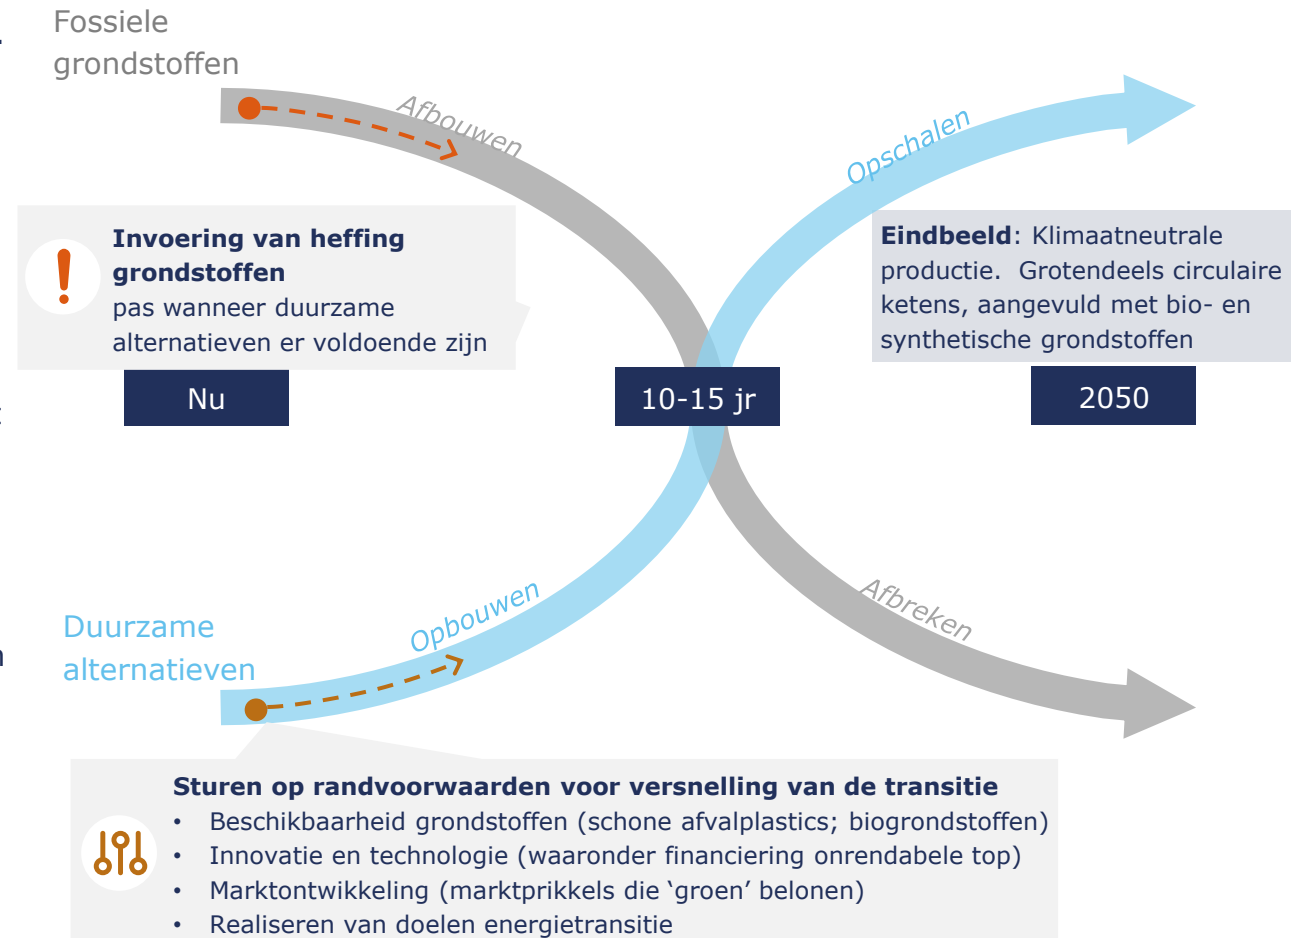 Fossiele
grondstoffen
Afbouwen
Opschalen
Invoering van heffing
grondstoffen
pas wanneer duurzame
alternatieven er voldoende zijn
Eindbeeld: Klimaatneutrale
productie. Grotendeels circulaire
ketens, aangevuld met bio- en
synthetische grondstoffen
Nu
10-15 jr
2050
Duurzame
alternatieven
Opbouwen
Afbreken
Sturen op randvoorwaarden voor versnelling van de transitie
• Beschikbaarheid grondstoffen (schone afvalplastics; biogrondstoffen)
• Innovatie en technologie (waaronder financiering onrendabele top)
• Marktontwikkeling (marktprikkels die ‘groen’ belonen)
• Realiseren van doelen energietransitie